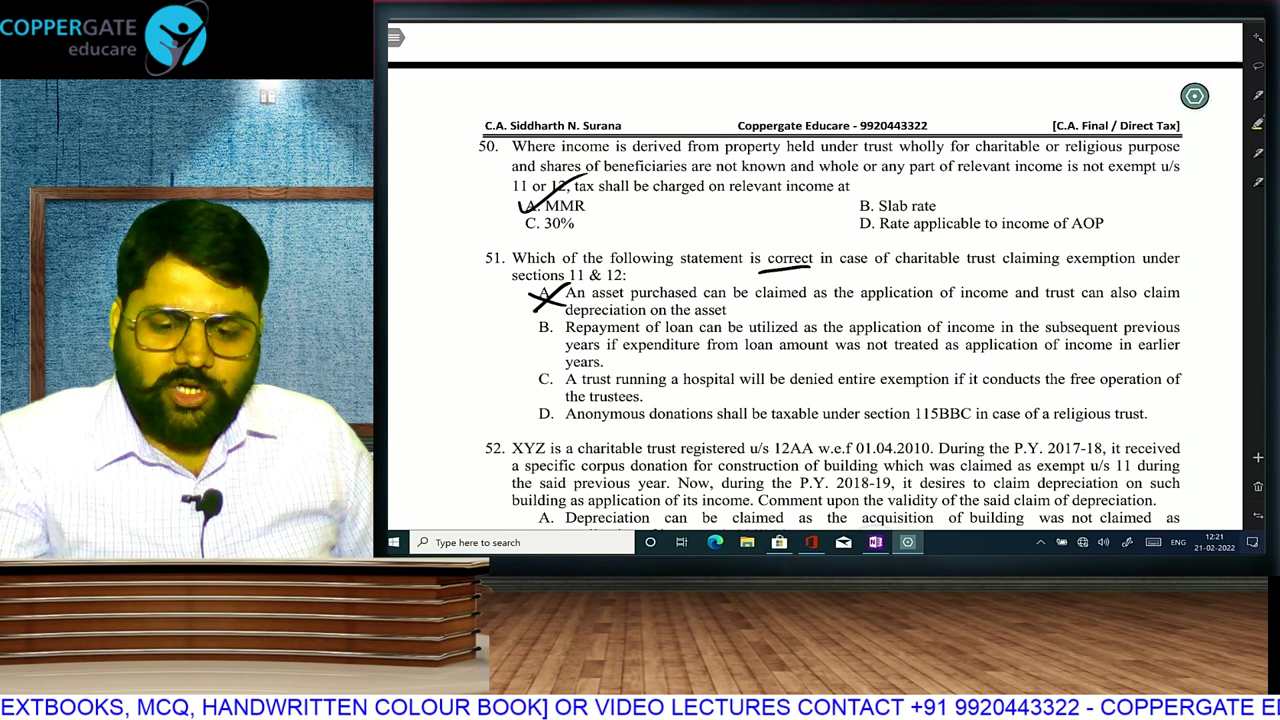 COPPERGATE
educare
C.A. Siddharth N. Surana Coppergate Educare - 9920443322 [C.A. Final / Direct Tax]
50. Where income is derived from property held under trust wholly for charitable or religious purpose
and shares of beneficiaries are not known and whole or any part of relevant income is not exempt u/s
11 or 12, tax shall be charged on relevant income at
A. MMR B. Slab rate
C. 30% D. Rate applicable to income of AOP
51. Which of the following statement is correct in case of charitable trust claiming exemption under
sections 11 & 12:
A. An asset purchased can be claimed as the application of income and trust can also claim
depreciation on the asset
B. Repayment of loan can be utilized as the application of income in the subsequent previous
years if expenditure from loan amount was not treated as application of income in earlier
years.
C. A trust running a hospital will be denied entire exemption if it conducts the free operation of
the trustees.
D. Anonymous donations shall be taxable under section 115BBC in case of a religious trust.
52. XYZ is a charitable trust registered u/s 12AA w.e.f 01.04.2010. During the P.Y. 2017-18, it received
a specific corpus donation for construction of building which was claimed as exempt u/s 11 during
the said previous year. Now, during the P.Y. 2018-19, it desires to claim depreciation on such
building as application of its income. Comment upon the validity of the said claim of depreciation.
A. Depreciation can be claimed as the acquisition of building was not claimed as
Type here to search
ENG
12:21
21-02-2022
EXTBOOKS, MCQ, HANDWRITTEN COLOUR BOOK] OR VIDEO LECTURES CONTACT +91 9920443322 - COPPERGATE E